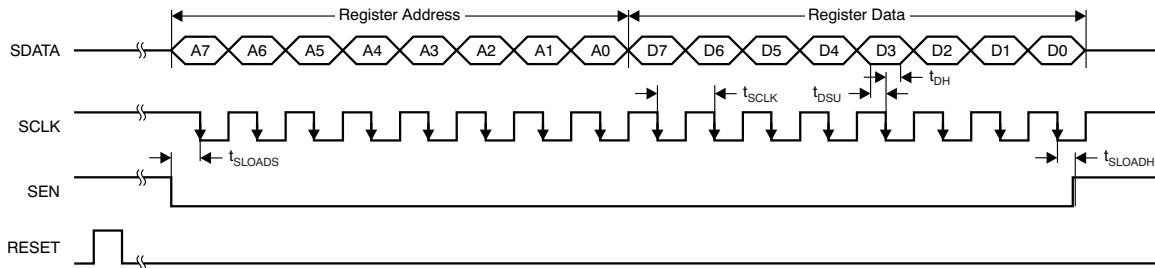 Register Address Register Data
SDATA A7 A6 A5 A4 A3 A2 A1 A0 D7 D6 D5 D4 D3 D2 D1 D0
tSCLK tDSU tDH
SCLK
tSLOADS tSLOADH
SEN
RESET